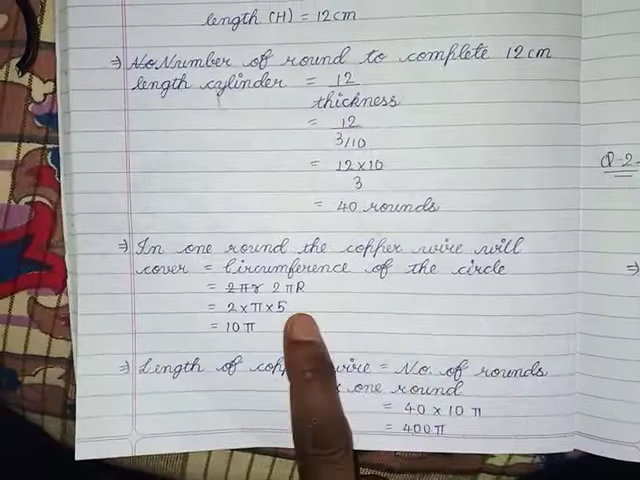 length (H) = 12cm
⇒ No. Number of round to complete 12cm
length cylinder = 12
thickness
= 12
3/10
= 12 x 10
3
= 40 rounds
Q-2-
⇒ In one round the copper wire will
cover = Circumference of the circle
= 2πr 2πR
= 2 x π x 5
= 10π
⇒
⇒ Length of cop wire = No. of rounds
x one round
= 40 x 10 π
= 400π